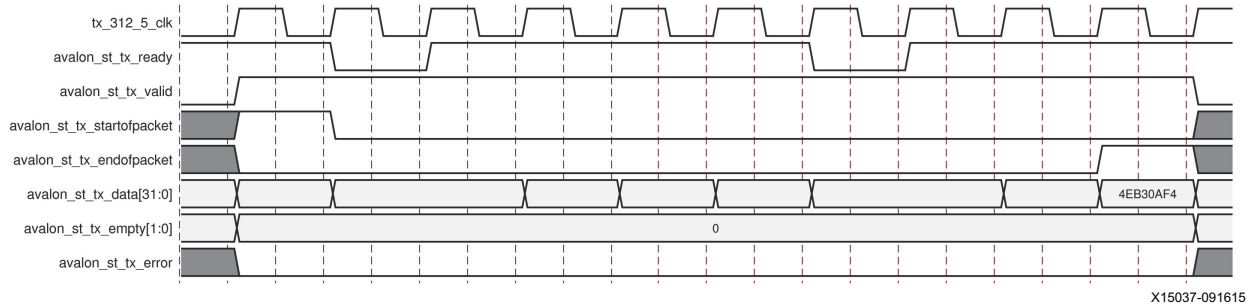 tx_312_5_clk
avalon_st_tx_ready
avalon_st_tx_valid
avalon_st_tx_startofpacket
avalon_st_tx_endofpacket
avalon_st_tx_data[31:0] 4EB30AF4
avalon_st_tx_empty[1:0] 0
avalon_st_tx_error
X15037-091615